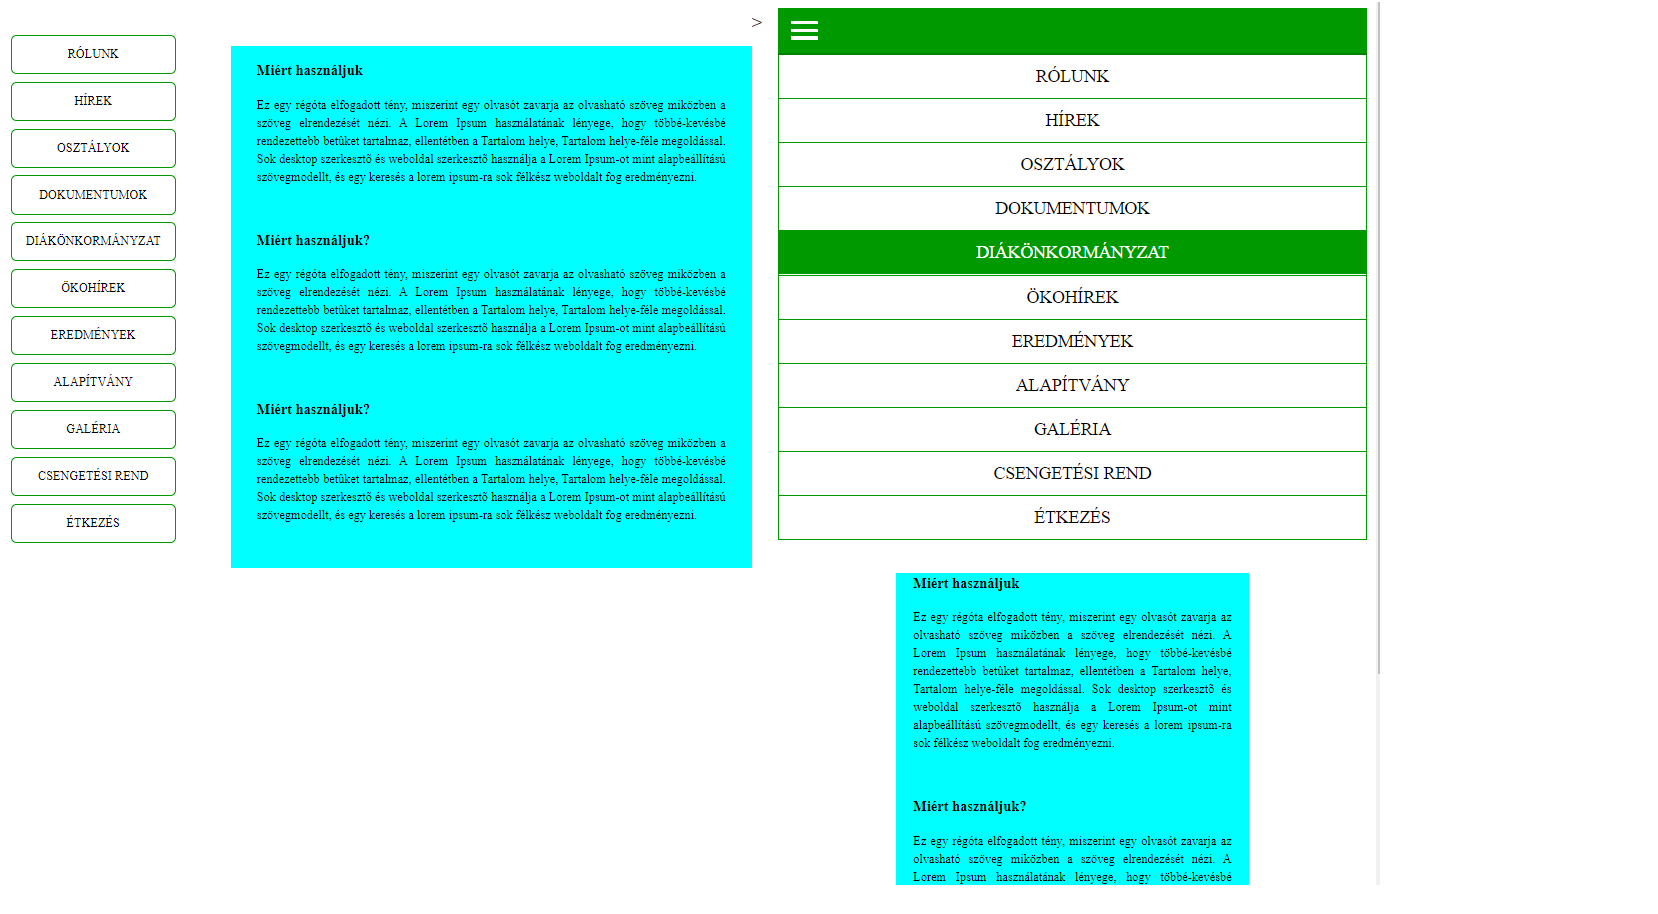 RÓLUNK
HÍREK
OSZTÁLYOK
DOKUMENTUMOK
DIÁKÖNKORMÁNYZAT
ÖKOHÍREK
EREDMÉNYEK
ALAPÍTVÁNY
GALÉRIA
CSENGETÉSI REND
ÉTKEZÉS
Miért használjuk
Ez egy régóta elfogadott tény, miszerint egy olvasót zavarja az olvasható szöveg miközben a
szöveg elrendezését nézi. A Lorem Ipsum használatának lényege, hogy többé-kevésbé
rendezettebb betûket tartalmaz, ellentétben a Tartalom helye, Tartalom helye-féle megoldással.
Sok desktop szerkesztõ és weboldal szerkesztõ használja a Lorem Ipsum-ot mint alapbeállítású
szövegmodellt, és egy keresés a lorem ipsum-ra sok félkész weboldalt fog eredményezni.
Miért használjuk?
Ez egy régóta elfogadott tény, miszerint egy olvasót zavarja az olvasható szöveg miközben a
szöveg elrendezését nézi. A Lorem Ipsum használatának lényege, hogy többé-kevésbé
rendezettebb betûket tartalmaz, ellentétben a Tartalom helye, Tartalom helye-féle megoldással.
Sok desktop szerkesztõ és weboldal szerkesztõ használja a Lorem Ipsum-ot mint alapbeállítású
szövegmodellt, és egy keresés a lorem ipsum-ra sok félkész weboldalt fog eredményezni.
Miért használjuk?
Ez egy régóta elfogadott tény, miszerint egy olvasót zavarja az olvasható szöveg miközben a
szöveg elrendezését nézi. A Lorem Ipsum használatának lényege, hogy többé-kevésbé
rendezettebb betûket tartalmaz, ellentétben a Tartalom helye, Tartalom helye-féle megoldással.
Sok desktop szerkesztõ és weboldal szerkesztõ használja a Lorem Ipsum-ot mint alapbeállítású
szövegmodellt, és egy keresés a lorem ipsum-ra sok félkész weboldalt fog eredményezni.
>
RÓLUNK
HÍREK
OSZTÁLYOK
DOKUMENTUMOK
DIÁKÖNKORMÁNYZAT
ÖKOHÍREK
EREDMÉNYEK
ALAPÍTVÁNY
GALÉRIA
CSENGETÉSI REND
ÉTKEZÉS
Miért használjuk
Ez egy régóta elfogadott tény, miszerint egy olvasót zavarja az
olvasható szöveg miközben a szöveg elrendezését nézi. A
Lorem Ipsum használatának lényege, hogy többé-kevésbé
rendezettebb betûket tartalmaz, ellentétben a Tartalom helye,
Tartalom helye-féle megoldással. Sok desktop szerkesztõ és
weboldal szerkesztõ használja a Lorem Ipsum-ot mint
alapbeállítású szövegmodellt, és egy keresés a lorem ipsum-ra
sok félkész weboldalt fog eredményezni.
Miért használjuk?
Ez egy régóta elfogadott tény, miszerint egy olvasót zavarja az
olvasható szöveg miközben a szöveg elrendezését nézi. A
Lorem Ipsum használatának lényege, hogy többé-kevésbé